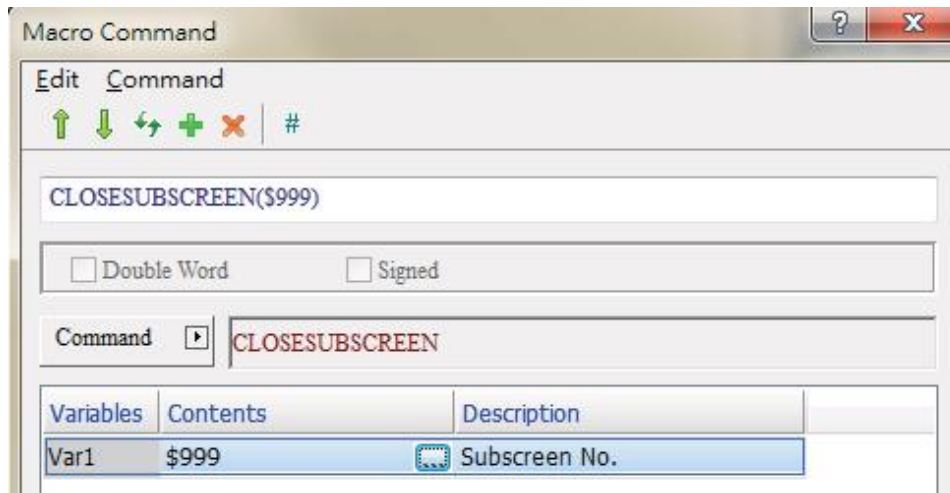 Macro Command
Edit Command
#
CLOSESUBSCREEN($999)
Double Word Signed
Command CLOSESUBSCREEN
Variables Contents Description
Var1 $999 ... Subscreen No.